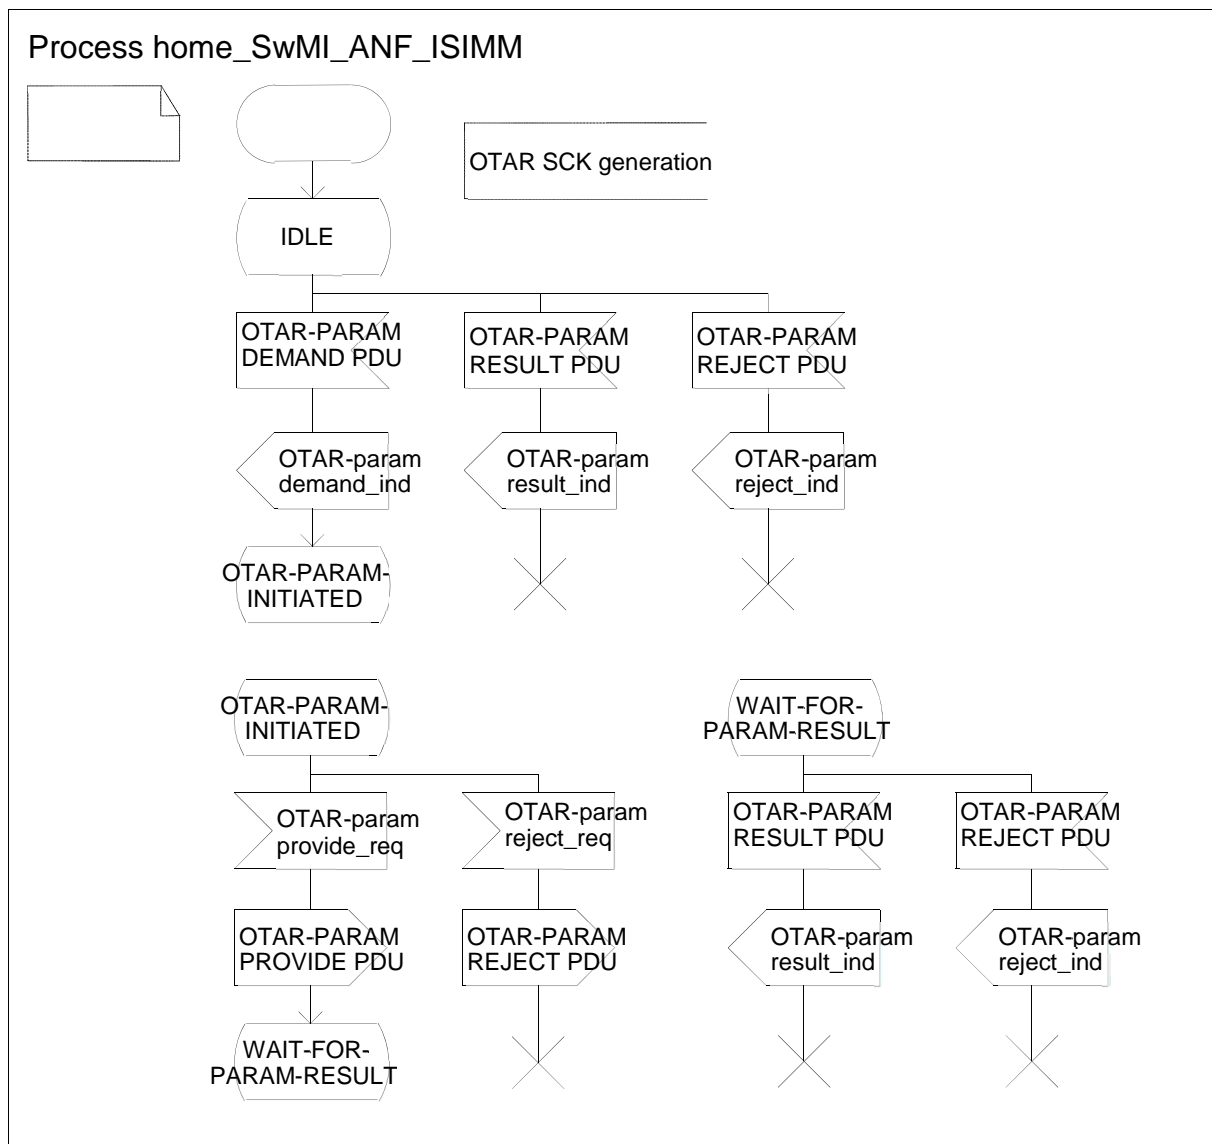 Process home_SwMI_ANF_ISIMM
OTAR SCK generation
IDLE
OTAR-PARAM
DEMAND PDU
OTAR-PARAM
RESULT PDU
OTAR-PARAM
REJECT PDU
OTAR-param
demand_ind
OTAR-param
result_ind
OTAR-param
reject_ind
OTAR-PARAM-
INITIATED
OTAR-PARAM-
INITIATED
WAIT-FOR-
PARAM-RESULT
OTAR-param
provide_req
OTAR-param
reject_req
OTAR-PARAM
RESULT PDU
OTAR-PARAM
REJECT PDU
OTAR-PARAM
PROVIDE PDU
OTAR-PARAM
REJECT PDU
OTAR-param
result_ind
OTAR-param
reject_ind
WAIT-FOR-
PARAM-RESULT